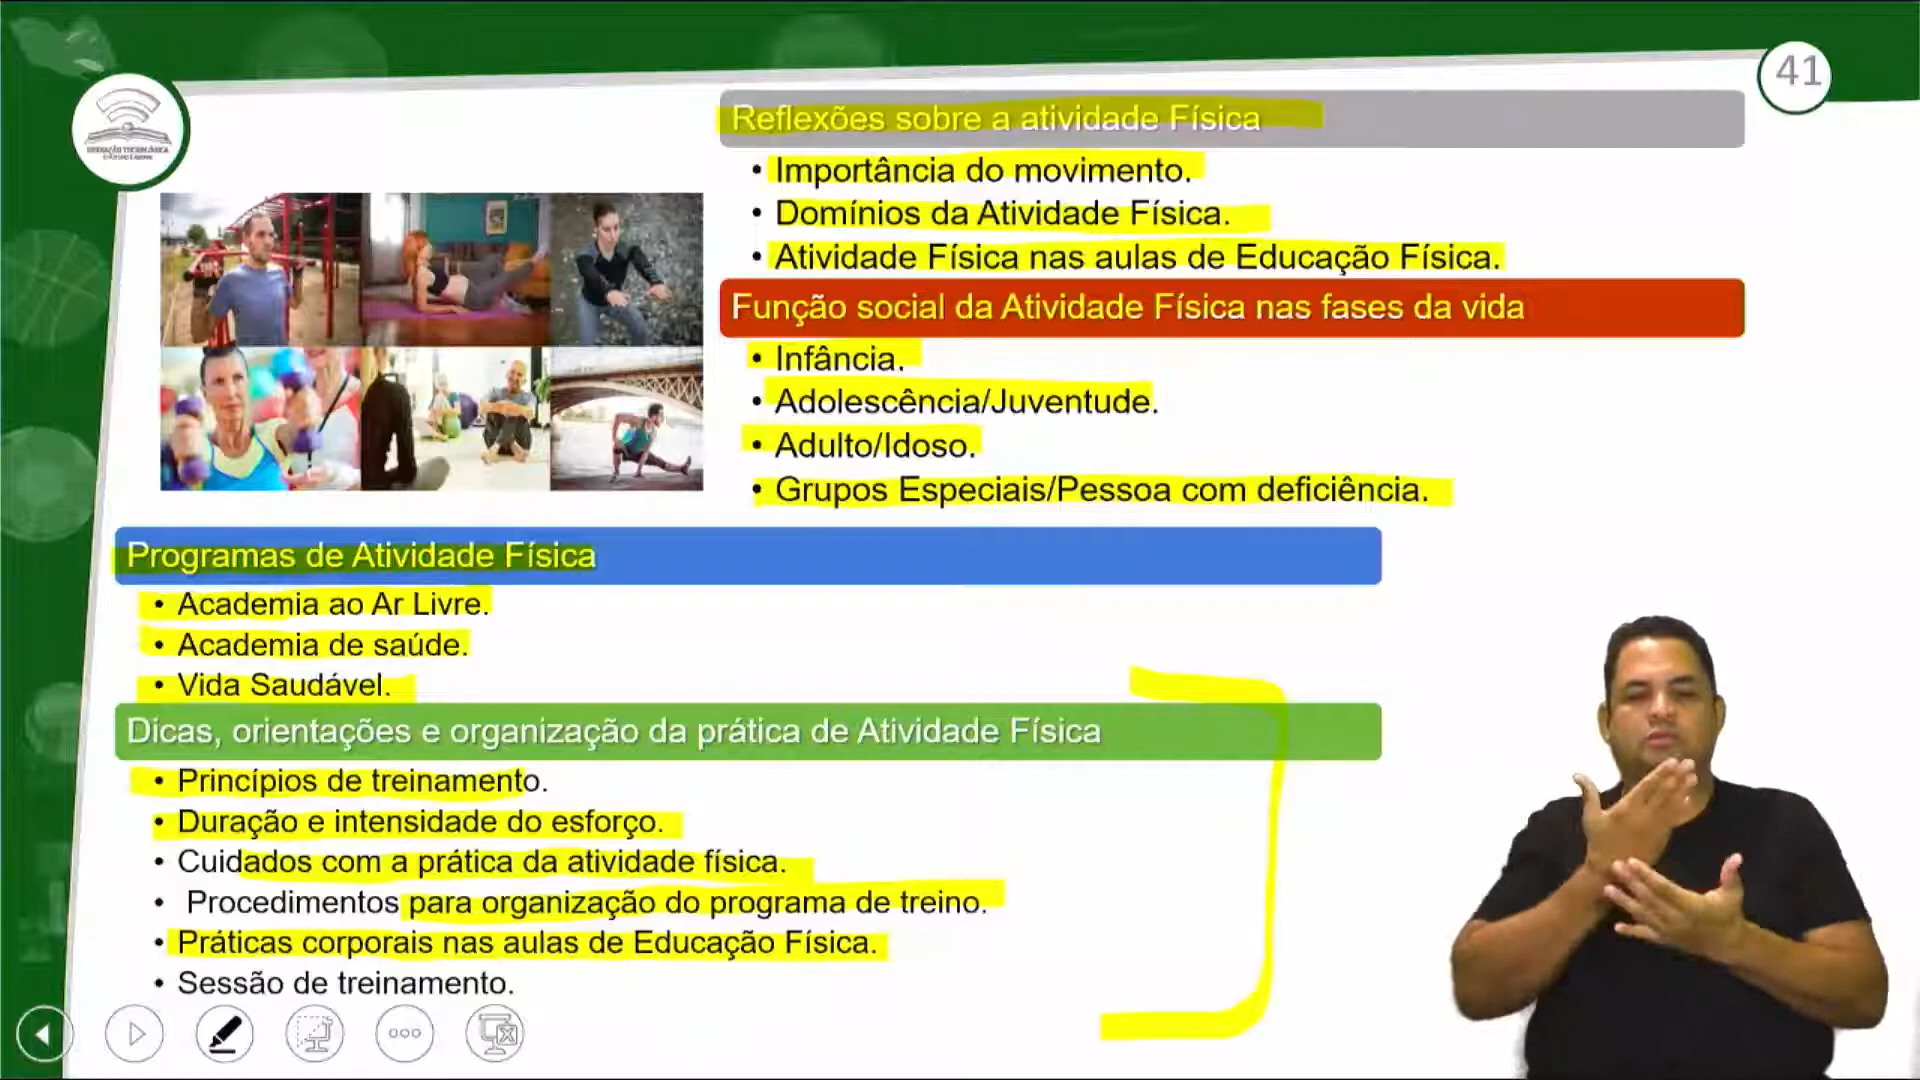 41
Reflexões sobre a atividade Física
• Importância do movimento.
• Domínios da Atividade Física.
• Atividade Física nas aulas de Educação Física.
Função social da Atividade Física nas fases da vida
• Infância.
• Adolescência/Juventude.
• Adulto/Idoso.
• Grupos Especiais/Pessoa com deficiência.
Programas de Atividade Física
• Academia ao Ar Livre.
• Academia de saúde.
• Vida Saudável.
Dicas, orientações e organização da prática de Atividade Física
• Princípios de treinamento.
• Duração e intensidade do esforço.
• Cuidados com a prática da atividade física.
• Procedimentos para organização do programa de treino.
• Práticas corporais nas aulas de Educação Física.
• Sessão de treinamento.